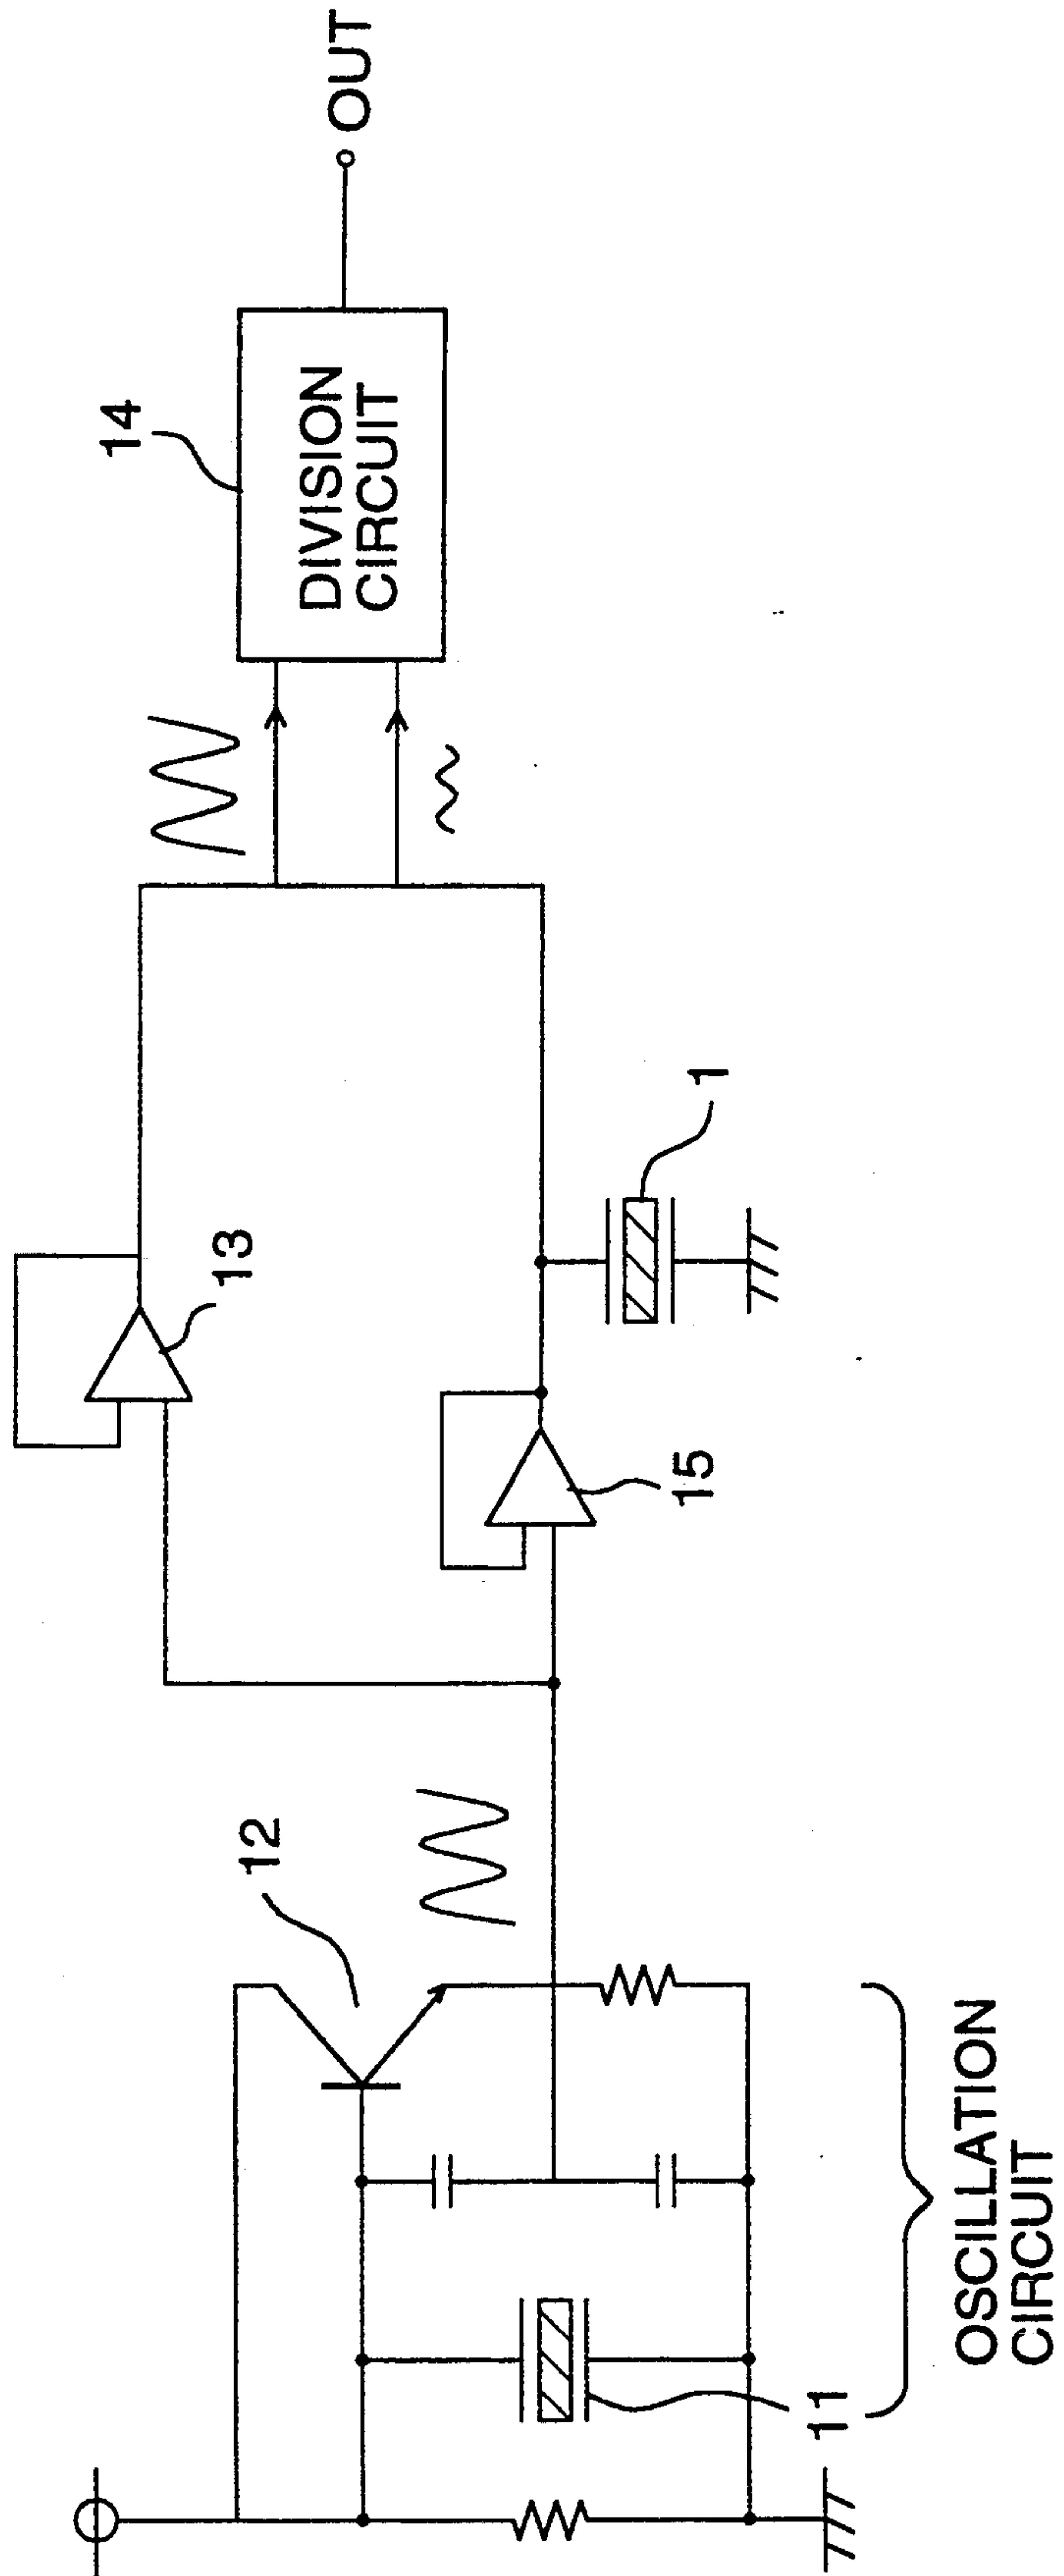 OUT
14
DIVISION
CIRCUIT
13
1
15
12
11
OSCILLATION
CIRCUIT